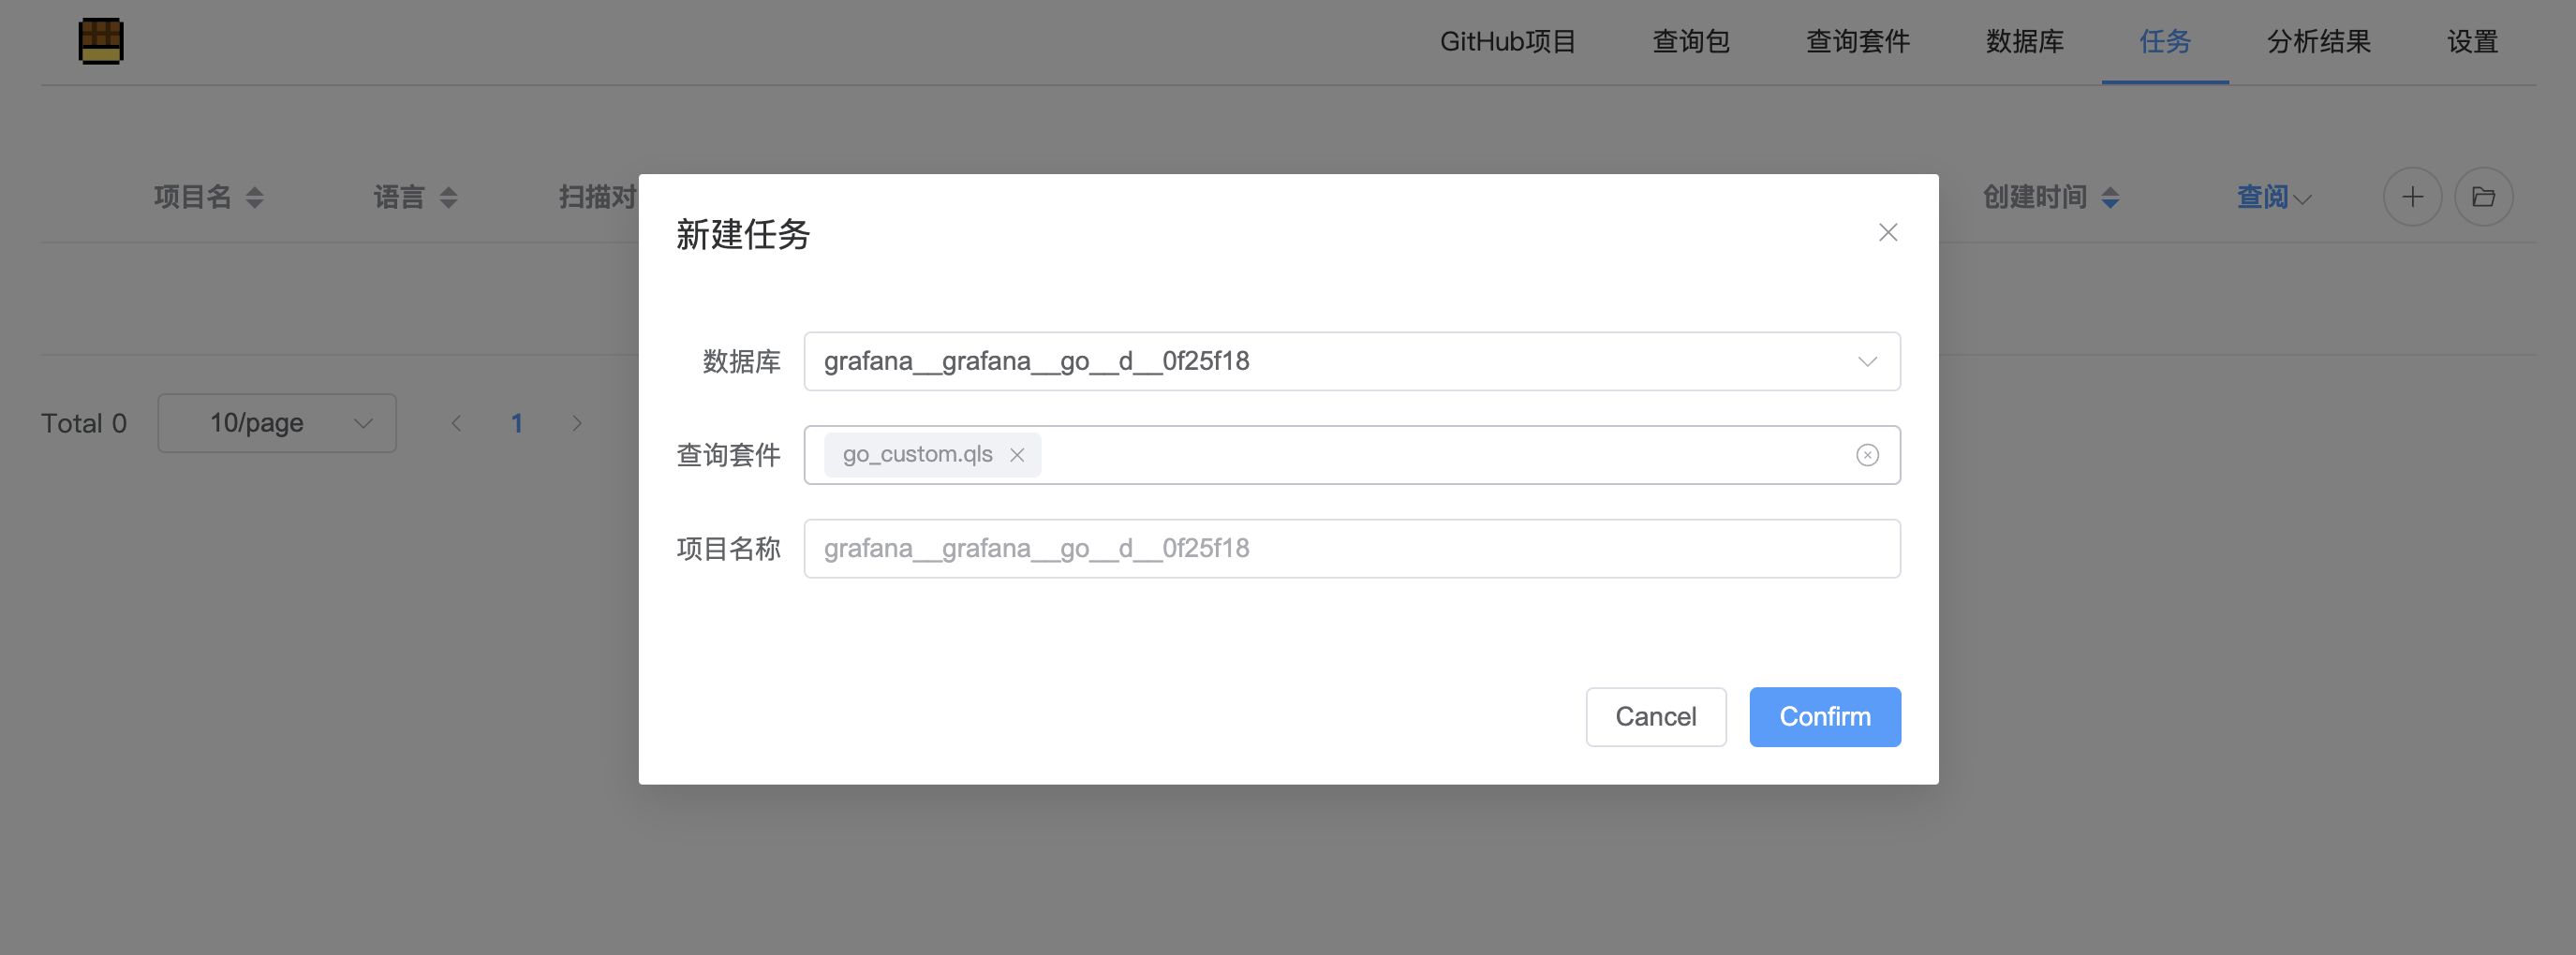 GitHub项目 查询包 查询套件 数据库 任务 分析结果 设置
项目名 语言 扫描对 创建时间 查阅
新建任务
数据库 grafana__grafana__go__d__0f25f18
Total 0 10/page 1
查询套件 go_custom.qls
项目名称 grafana__grafana__go__d__0f25f18
Cancel Confirm